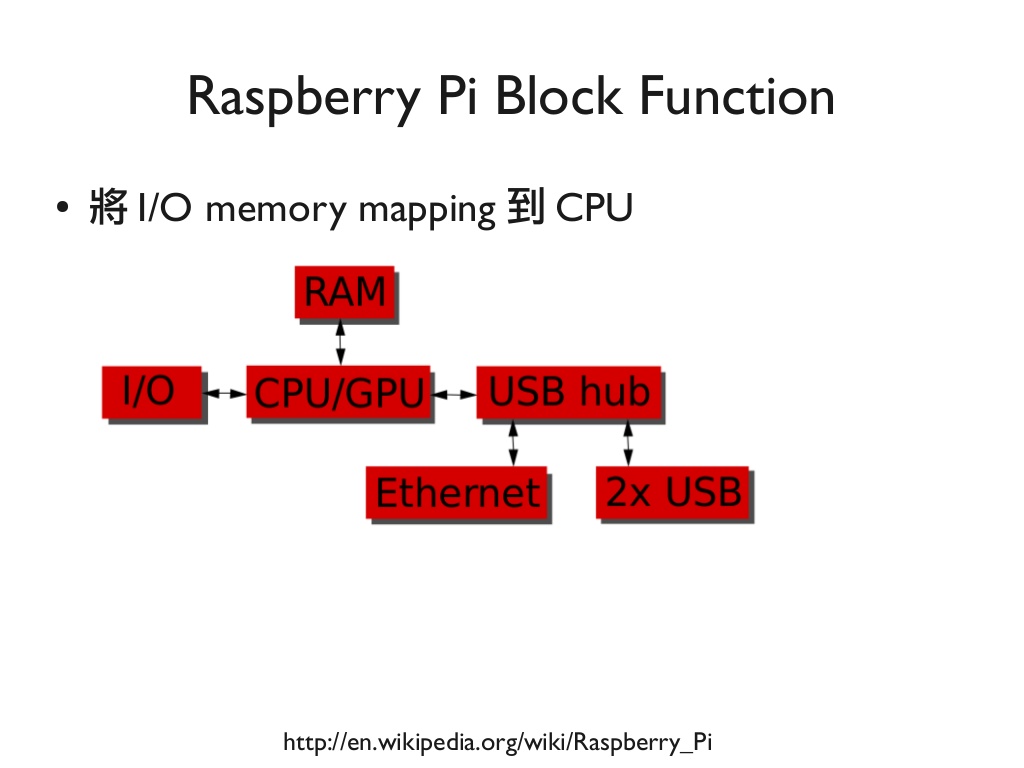 Raspberry Pi Block Function
• 將 I/O memory mapping 到 CPU
RAM
I/O
CPU/GPU
USB hub
Ethernet
2x USB
http://en.wikipedia.org/wiki/Raspberry_Pi